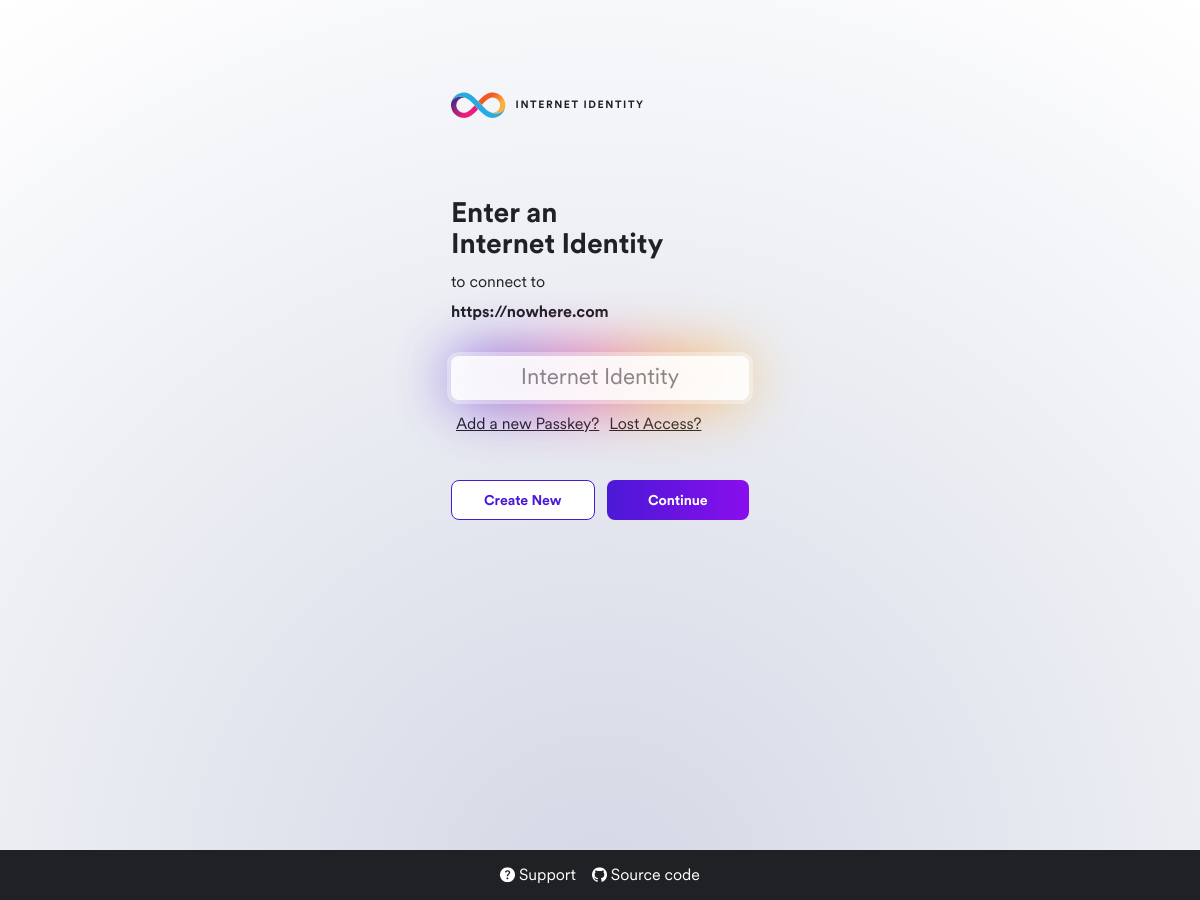 INTERNET IDENTITY
Enter an
Internet Identity
to connect to
https://nowhere.com
Internet Identity
Add a new Passkey? Lost Access?
Create New Continue
Support Source code